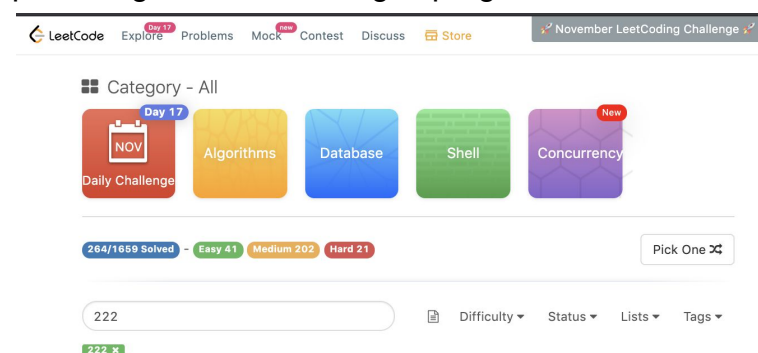 LeetCode Explore Day 17 Problems Mock new Contest Discuss Store 🚀 November LeetCoding Challenge 🚀
Category - All
Day 17
NOV
Daily Challenge
Algorithms
Database
Shell
New
Concurrency
264/1659 Solved - Easy 41 Medium 202 Hard 21
Pick One
222 Difficulty Status Lists Tags
222 x